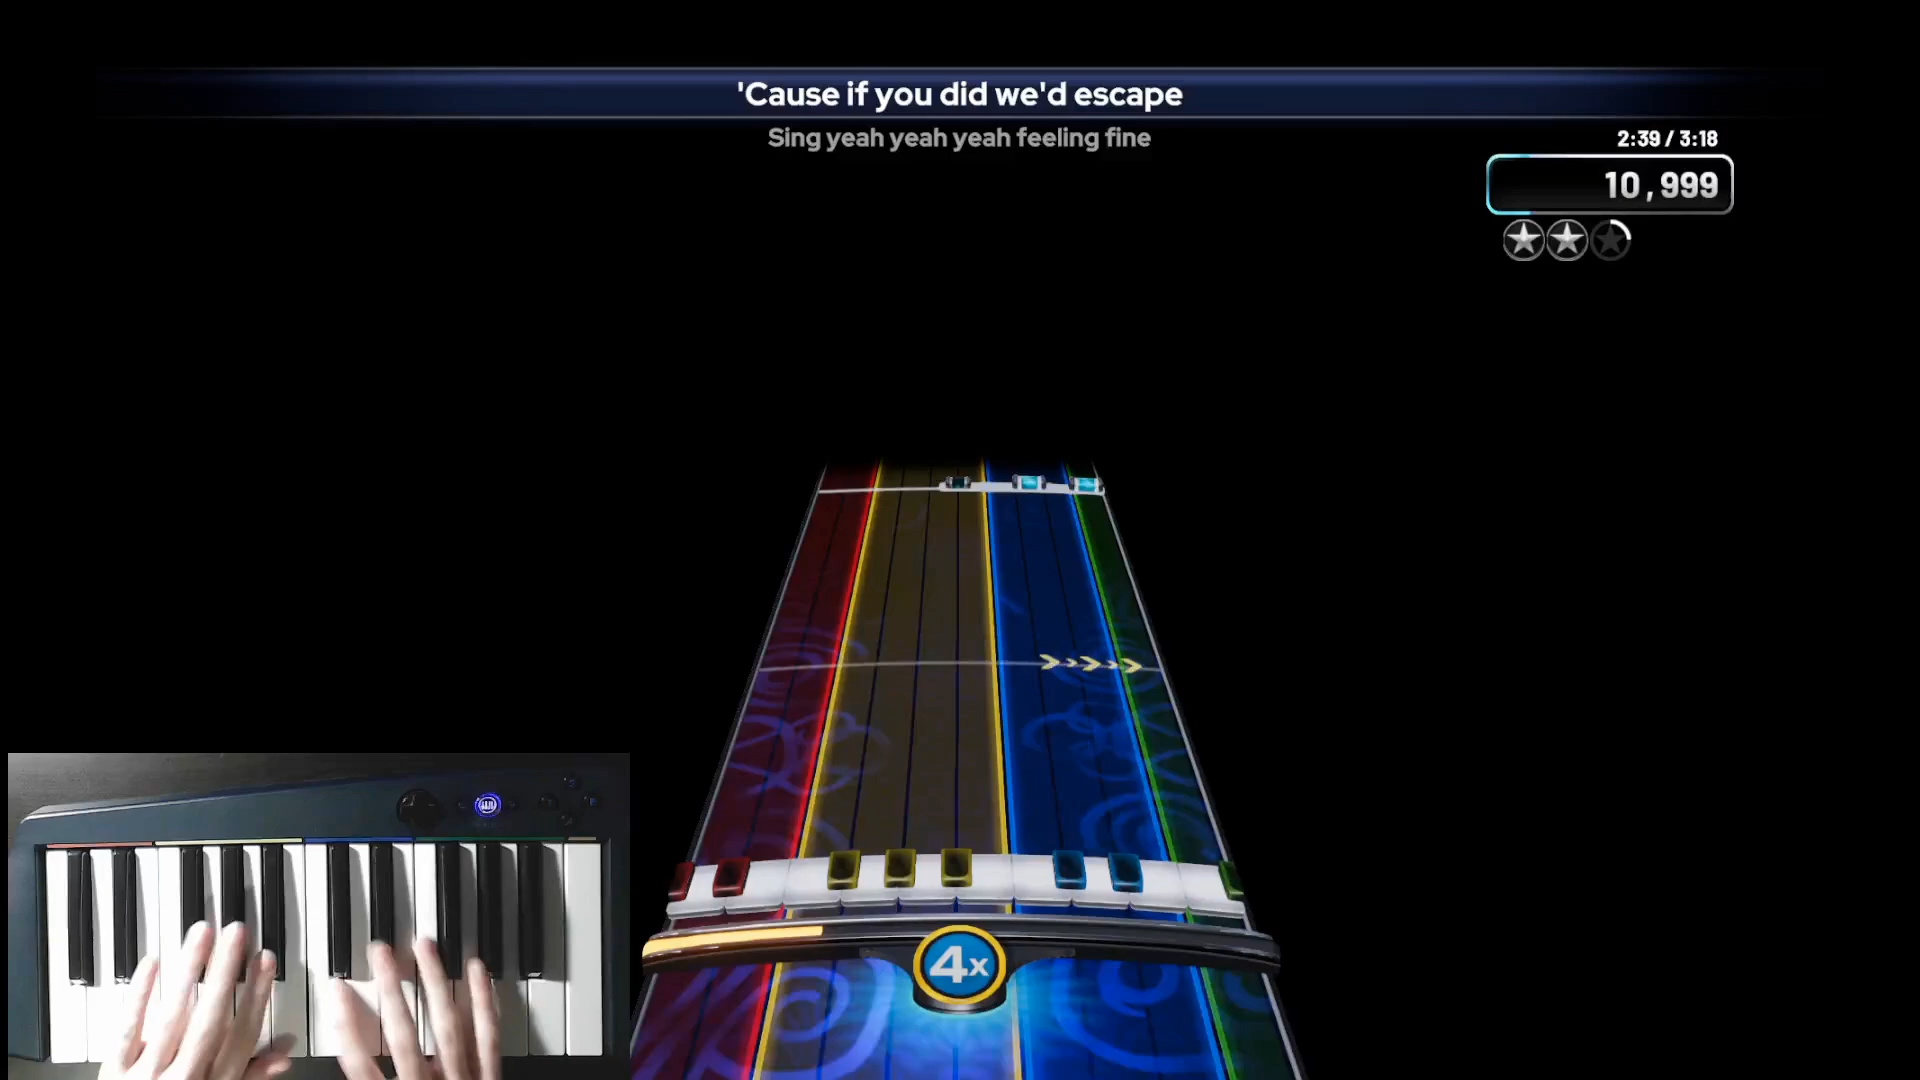 'Cause if you did we'd escape
Sing yeah yeah yeah feeling fine
2:39 / 3:18
10,999
4x